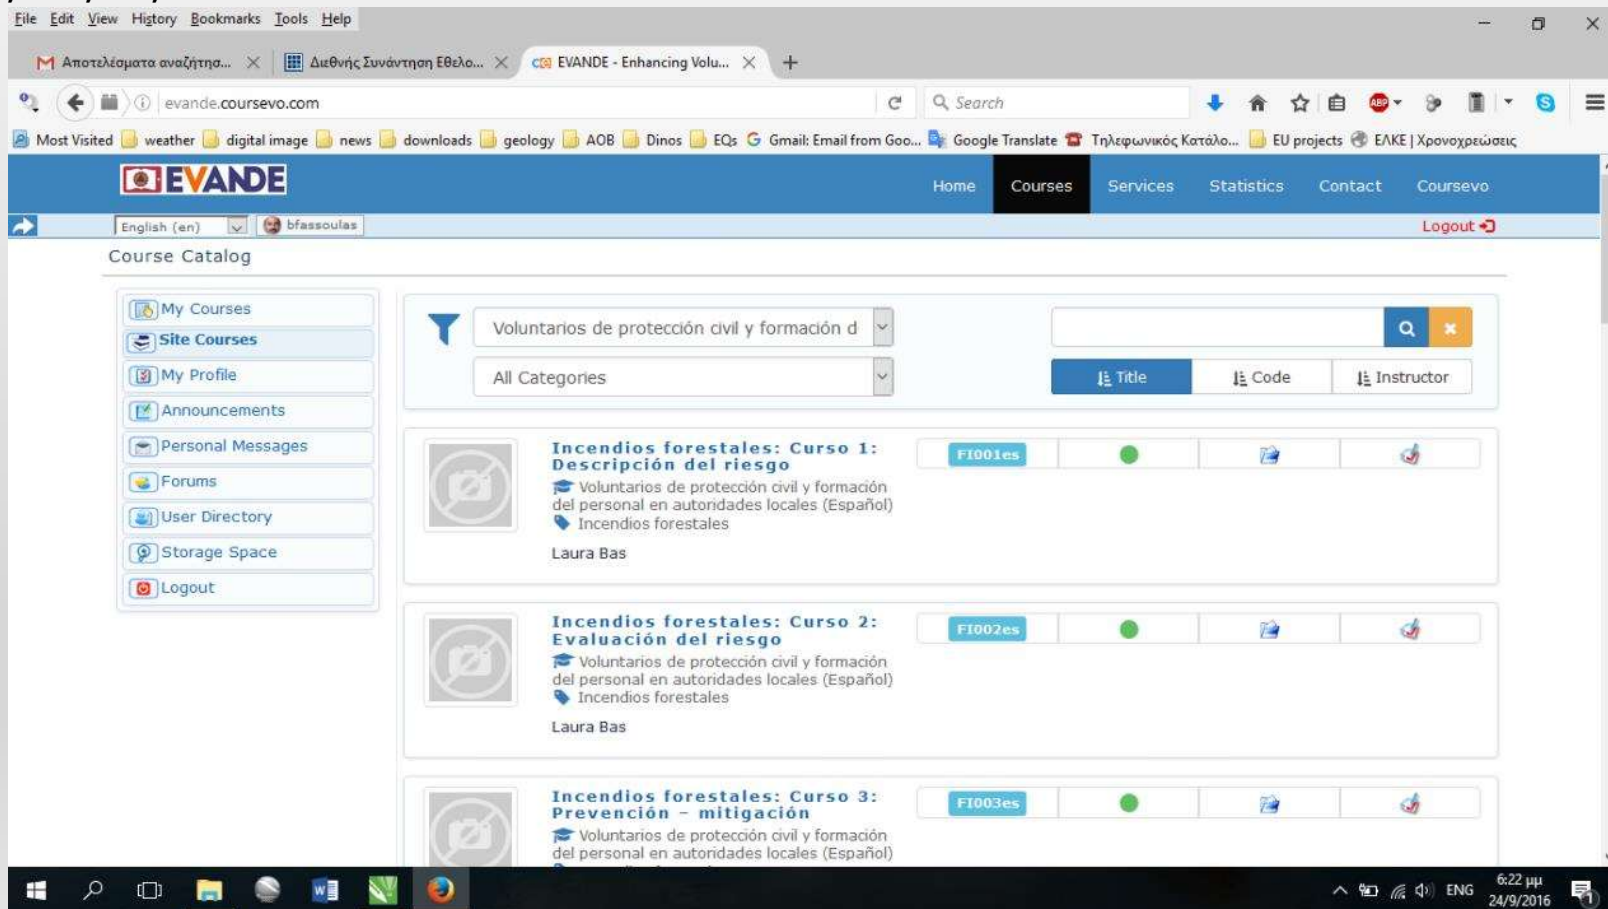 File Edit View History Bookmarks Tools Help
Αποτελέσματα αναζήτησ... Διεθνής Συνάντηση Εθελο... EVANDE - Enhancing Volu...
evande.coursevo.com Search
Most Visited weather digital image news downloads geology AOB Dinos EQs Gmail: Email from Goo... Google Translate Τηλεφωνικός Κατάλο... EU projects ΕΛΚΕ | Χρονοχρεώσεις
EVANDE Home Courses Services Statistics Contact Coursevo
English (en) bfassoulas Logout
Course Catalog
My Courses
Site Courses
My Profile
Announcements
Personal Messages
Forums
User Directory
Storage Space
Logout
Voluntarios de protección civil y formación d
All Categories Title Code Instructor
Incendios forestales: Curso 1: FI001es
Descripción del riesgo
Voluntarios de protección civil y formación
del personal en autoridades locales (Español)
Incendios forestales
Laura Bas
Incendios forestales: Curso 2: FI002es
Evaluación del riesgo
Voluntarios de protección civil y formación
del personal en autoridades locales (Español)
Incendios forestales
Laura Bas
Incendios forestales: Curso 3: FI003es
Prevención – mitigación
Voluntarios de protección civil y formación
del personal en autoridades locales (Español)
ENG 6:22 μμ
24/9/2016